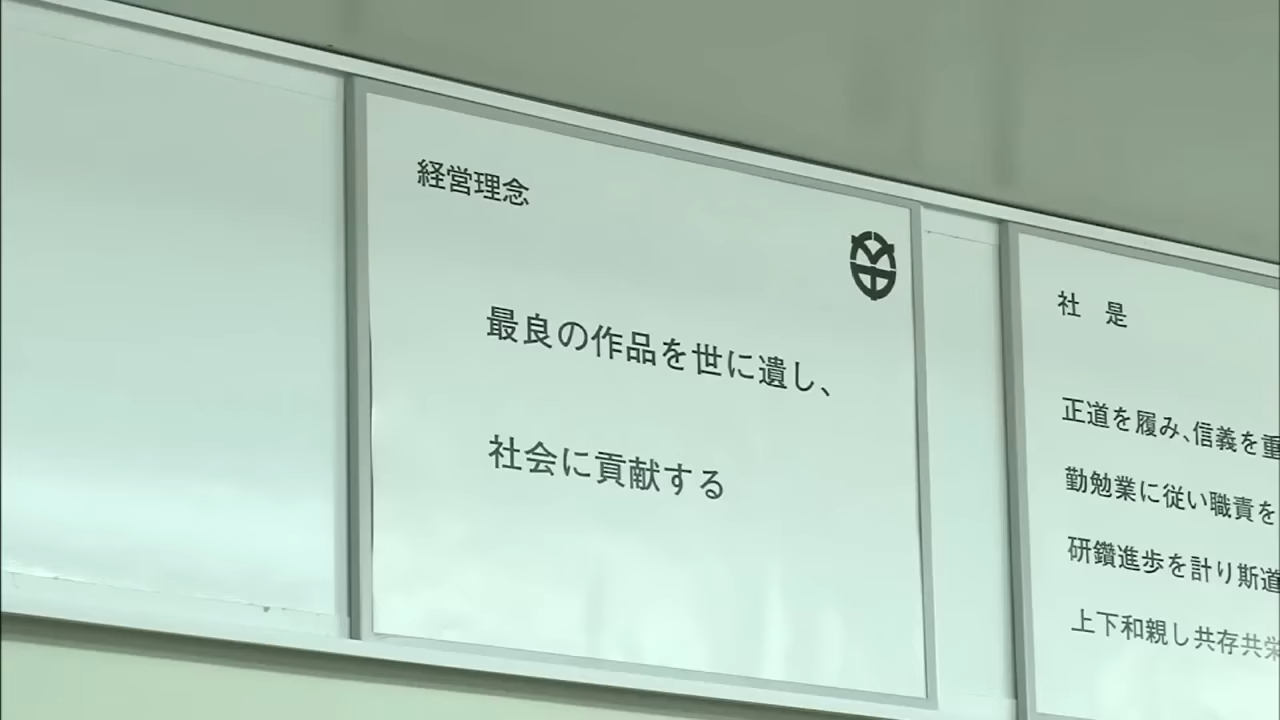 経営理念
最良の作品を世に遺し、
社会に貢献する
社 是
正道を履み、信義を重
勤勉業に従い職責を
研鑽進歩を計り斯道
上下和親し共存共栄